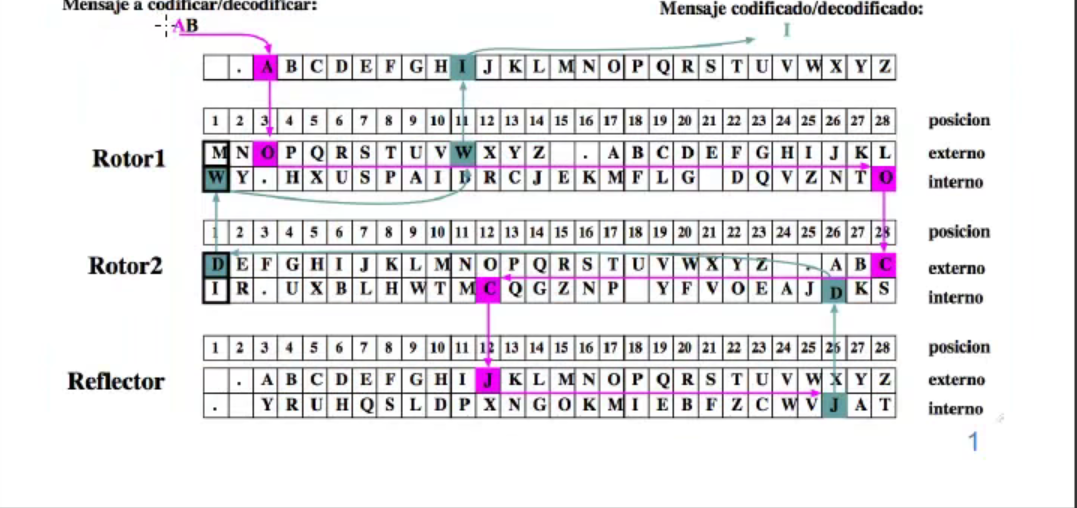 Mensaje a codificar/decodificar:
Mensaje codificado/decodificado:
AB
I
. A B C D E F G H I J K L M N O P Q R S T U V W X Y Z
1 2 3 4 5 6 7 8 9 10 11 12 13 14 15 16 17 18 19 20 21 22 23 24 25 26 27 28 posicion
Rotor1
M N O P Q R S T U V W X Y Z . A B C D E F G H I J K L externo
W Y . H X U S P A I B R C J E K M F L G D Q V Z N T O interno
1 2 3 4 5 6 7 8 9 10 11 12 13 14 15 16 17 18 19 20 21 22 23 24 25 26 27 28 posicion
Rotor2
D E F G H I J K L M N O P Q R S T U V W X Y Z . A B C externo
I R . U X B L H W T M C Q G Z N P Y F V O E A J D K S interno
1 2 3 4 5 6 7 8 9 10 11 12 13 14 15 16 17 18 19 20 21 22 23 24 25 26 27 28 posicion
Reflector
. A B C D E F G H I J K L M N O P Q R S T U V W X Y Z externo
. Y R U H Q S L D P X N G O K M I E B F Z C W V J A T interno
1